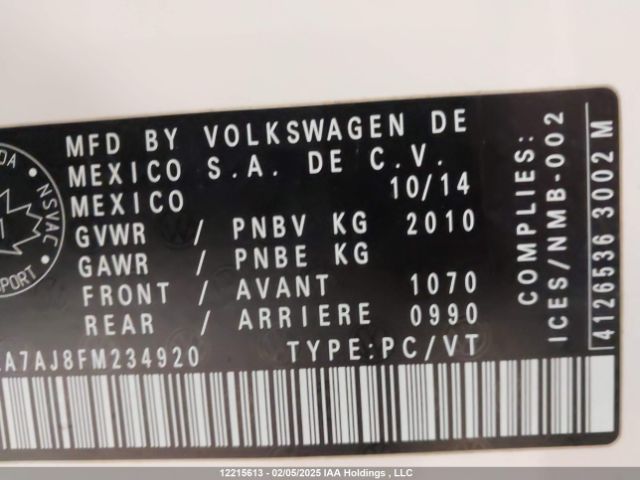 MFD BY VOLKSWAGEN DE
MEXICO S.A. DE C.V.
MEXICO 10/14
GVWR / PNBV KG 2010
GAWR / PNBE KG
FRONT / AVANT 1070
REAR / ARRIERE 0990
A7AJ8FM234920 TYPE:PC/VT
COMPLIES:
ICES/NMB-002
4126536 3002 M
NSVAC
12215613 - 02/05/2025 IAA Holdings , LLC